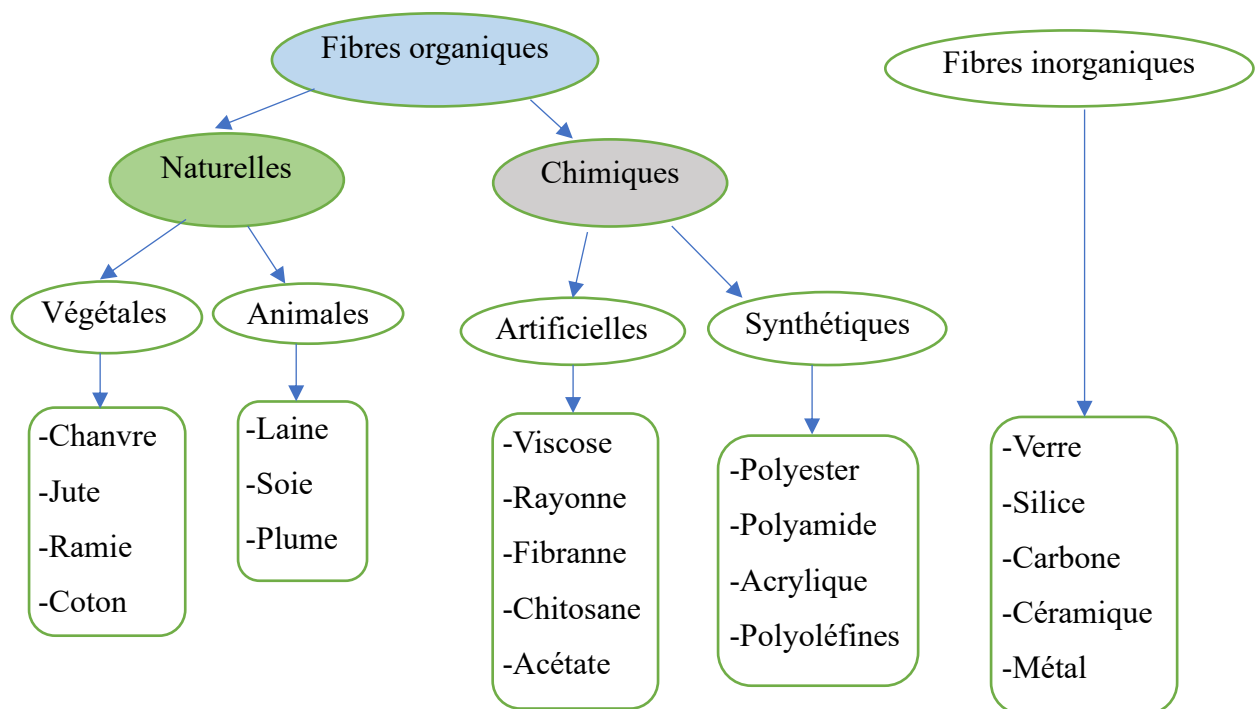 Fibres organiques
Fibres inorganiques
Naturelles
Chimiques
Végétales
Animales
Artificielles
Synthétiques
-Chanvre
-Jute
-Ramie
-Coton
-Laine
-Soie
-Plume
-Viscose
-Rayonne
-Fibranne
-Chitosane
-Acétate
-Polyester
-Polyamide
-Acrylique
-Polyoléfines
-Verre
-Silice
-Carbone
-Céramique
-Métal